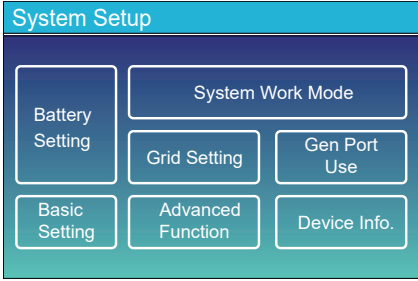 System Setup
Battery
Setting
System Work Mode
Grid Setting
Gen Port
Use
Basic
Setting
Advanced
Function
Device Info.